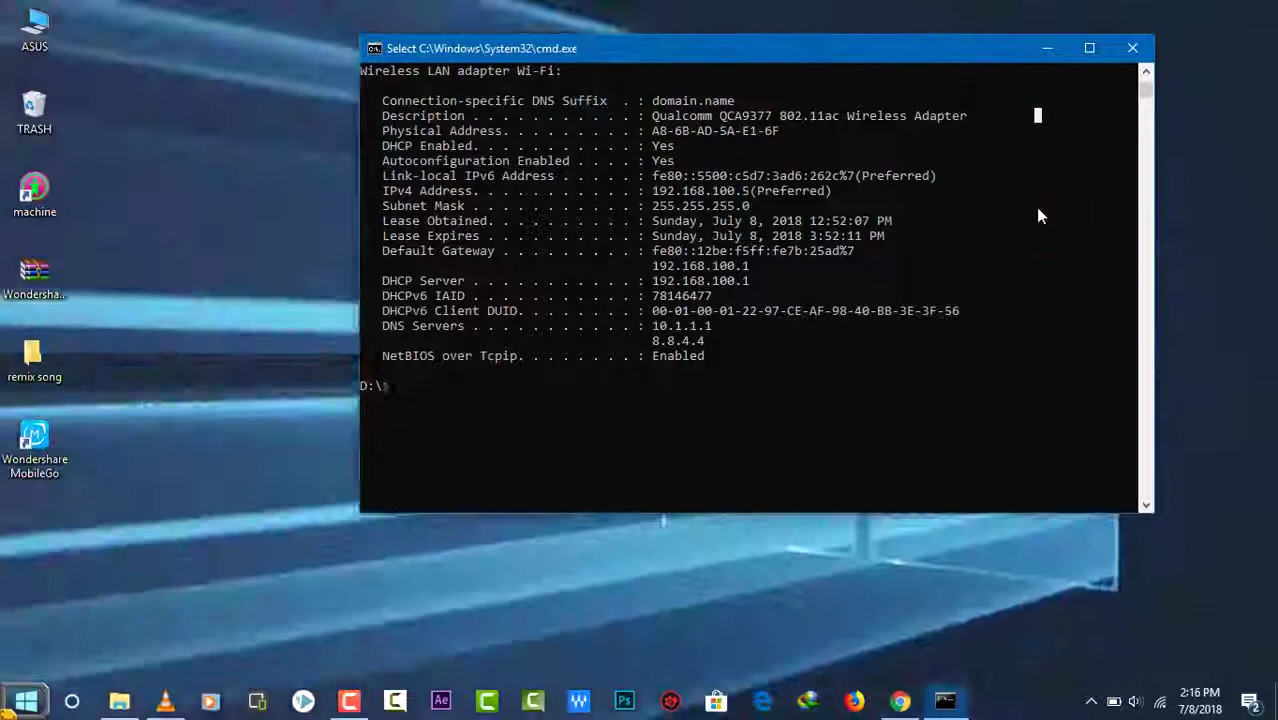 ASUS
TRASH
machine
Wondersha..
remix song
Wondershare
MobileGo
Select C:\Windows\System32\cmd.exe
Wireless LAN adapter Wi-Fi:
Connection-specific DNS Suffix  . : domain.name
Description . . . . . . . . . . . : Qualcomm QCA9377 802.11ac Wireless Adapter
Physical Address. . . . . . . . . : A8-6B-AD-5A-E1-6F
DHCP Enabled. . . . . . . . . . . : Yes
Autoconfiguration Enabled . . . . : Yes
Link-local IPv6 Address . . . . . : fe80::5500:c5d7:3ad6:262c%7(Preferred)
IPv4 Address. . . . . . . . . . . : 192.168.100.5(Preferred)
Subnet Mask . . . . . . . . . . . : 255.255.255.0
Lease Obtained. . . . . . . . . . : Sunday, July 8, 2018 12:52:07 PM
Lease Expires . . . . . . . . . . : Sunday, July 8, 2018 3:52:11 PM
Default Gateway . . . . . . . . . : fe80::12be:f5ff:fe7b:25ad%7
192.168.100.1
DHCP Server . . . . . . . . . . . : 192.168.100.1
DHCPv6 IAID . . . . . . . . . . . : 78146477
DHCPv6 Client DUID. . . . . . . . : 00-01-00-01-22-97-CE-AF-98-40-BB-3E-3F-56
DNS Servers . . . . . . . . . . . : 10.1.1.1
8.8.4.4
NetBIOS over Tcpip. . . . . . . . : Enabled
D:\
Ae
Ps
2:16 PM
7/8/2018
2